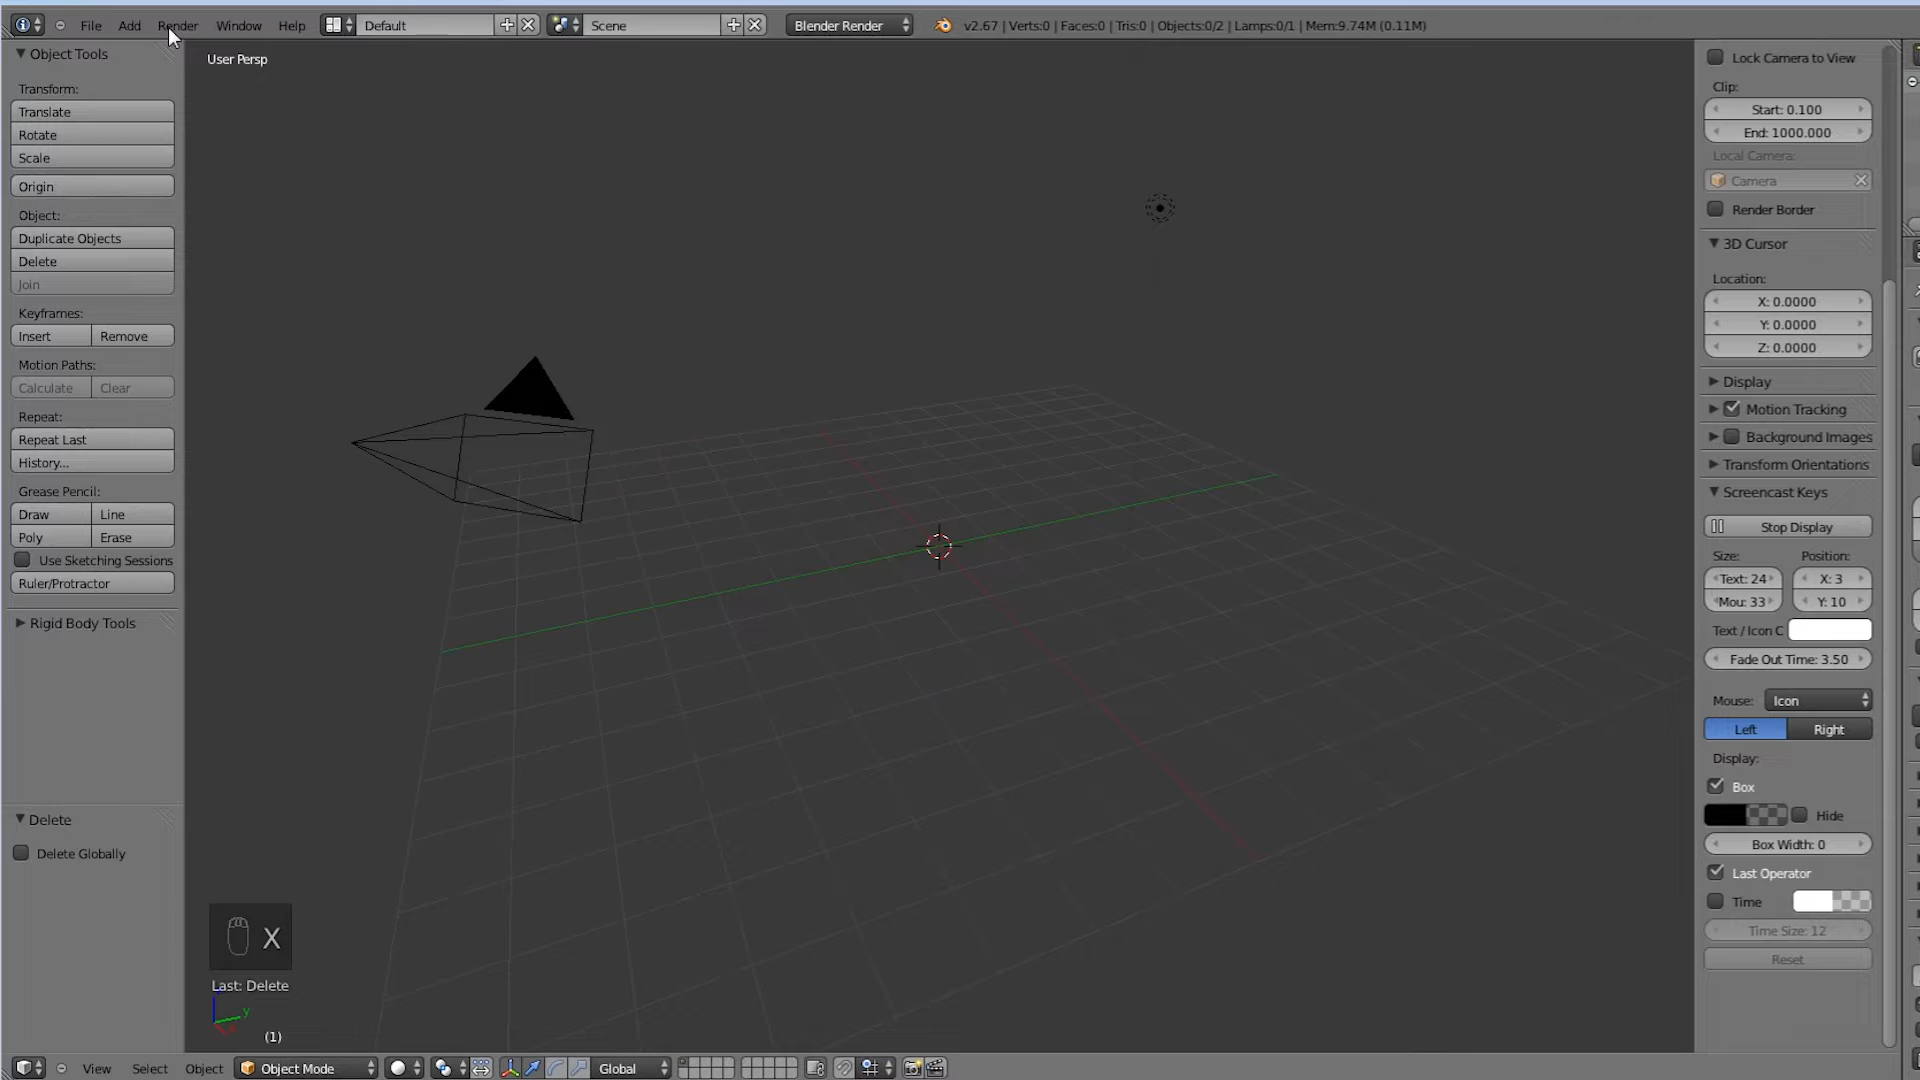 File Add Render Window Help Default Scene Blender Render v2.67 | Verts:0 | Faces:0 | Tris:0 | Objects:0/2 | Lamps:0/1 | Mem:9.74M (0.11M)
Object Tools
Transform:
Translate
Rotate
Scale
Origin
Object:
Duplicate Objects
Delete
Join
Keyframes:
Insert Remove
Motion Paths:
Calculate Clear
Repeat:
Repeat Last
History...
Grease Pencil:
Draw Line
Poly Erase
Use Sketching Sessions
Ruler/Protractor
Rigid Body Tools
Delete
Delete Globally
User Persp
X
Last: Delete
y
(1)
Lock Camera to View
Clip:
Start: 0.100
End: 1000.000
Local Camera:
Camera
Render Border
3D Cursor
Location:
X: 0.0000
Y: 0.0000
Z: 0.0000
Display
Motion Tracking
Background Images
Transform Orientations
Screencast Keys
Stop Display
Size: Position:
Text: 24 X: 3
Mou: 33 Y: 10
Text / Icon C
Fade Out Time: 3.50
Mouse: Icon
Left Right
Display:
Box
Hide
Box Width: 0
Last Operator
Time
Time Size: 12
Reset
View Select Object Object Mode Global